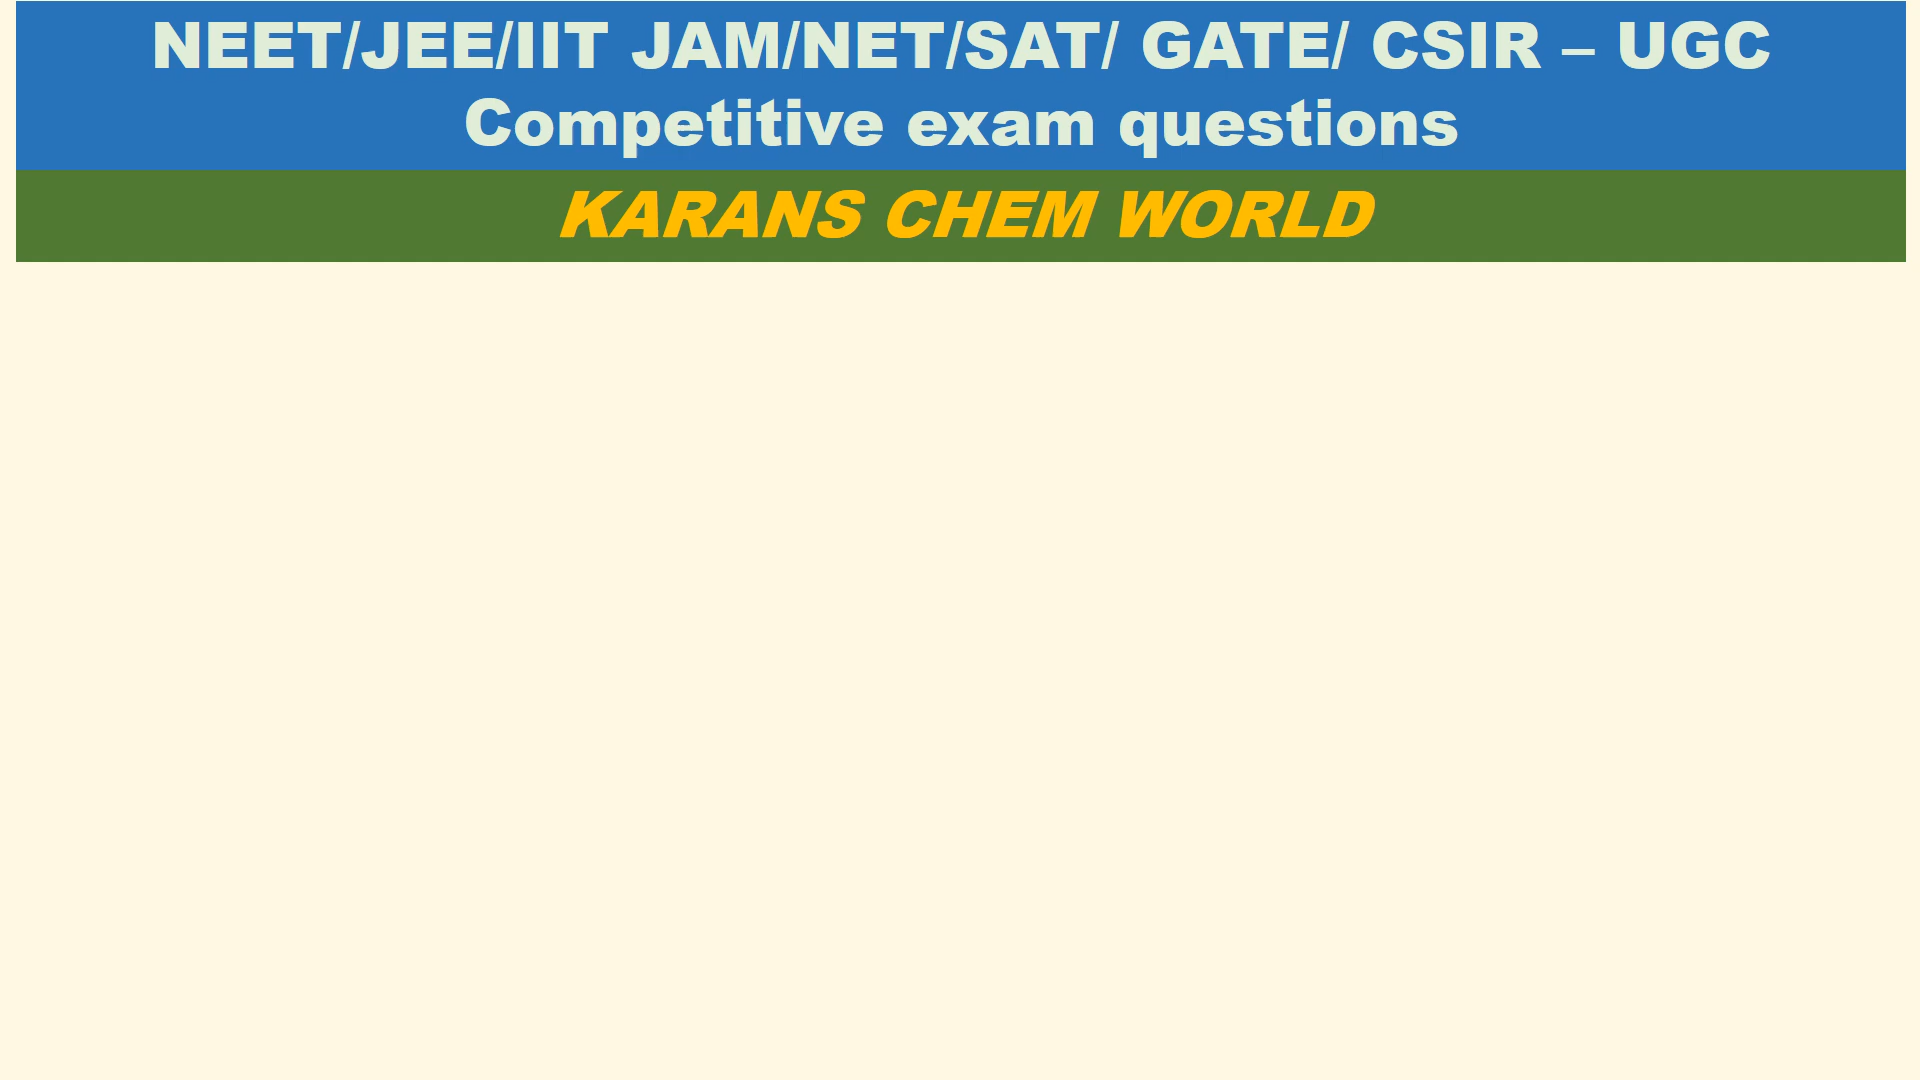 NEET/JEE/IIT JAM/NET/SAT/ GATE/ CSIR – UGC
Competitive exam questions
KARANS CHEM WORLD